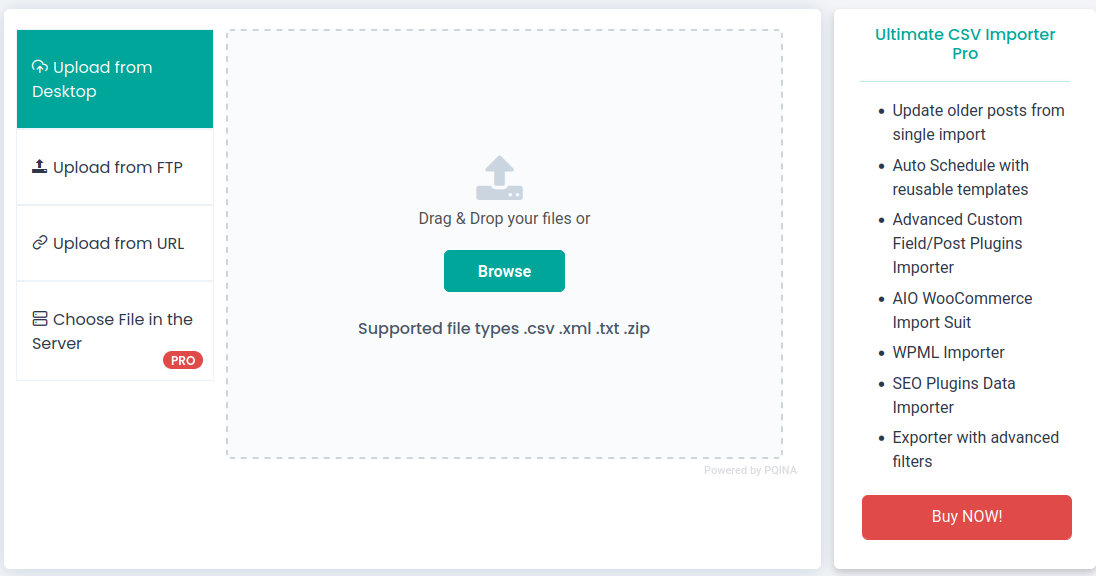 Upload from
Desktop
Upload from FTP
Upload from URL
Choose File in the
Server
PRO
Drag & Drop your files or
Browse
Supported file types .csv .xml .txt .zip
Powered by PQINA
Ultimate CSV Importer
Pro
Update older posts from
single import
Auto Schedule with
reusable templates
Advanced Custom
Field/Post Plugins
Importer
AIO WooCommerce
Import Suit
WPML Importer
SEO Plugins Data
Importer
Exporter with advanced
filters
Buy NOW!